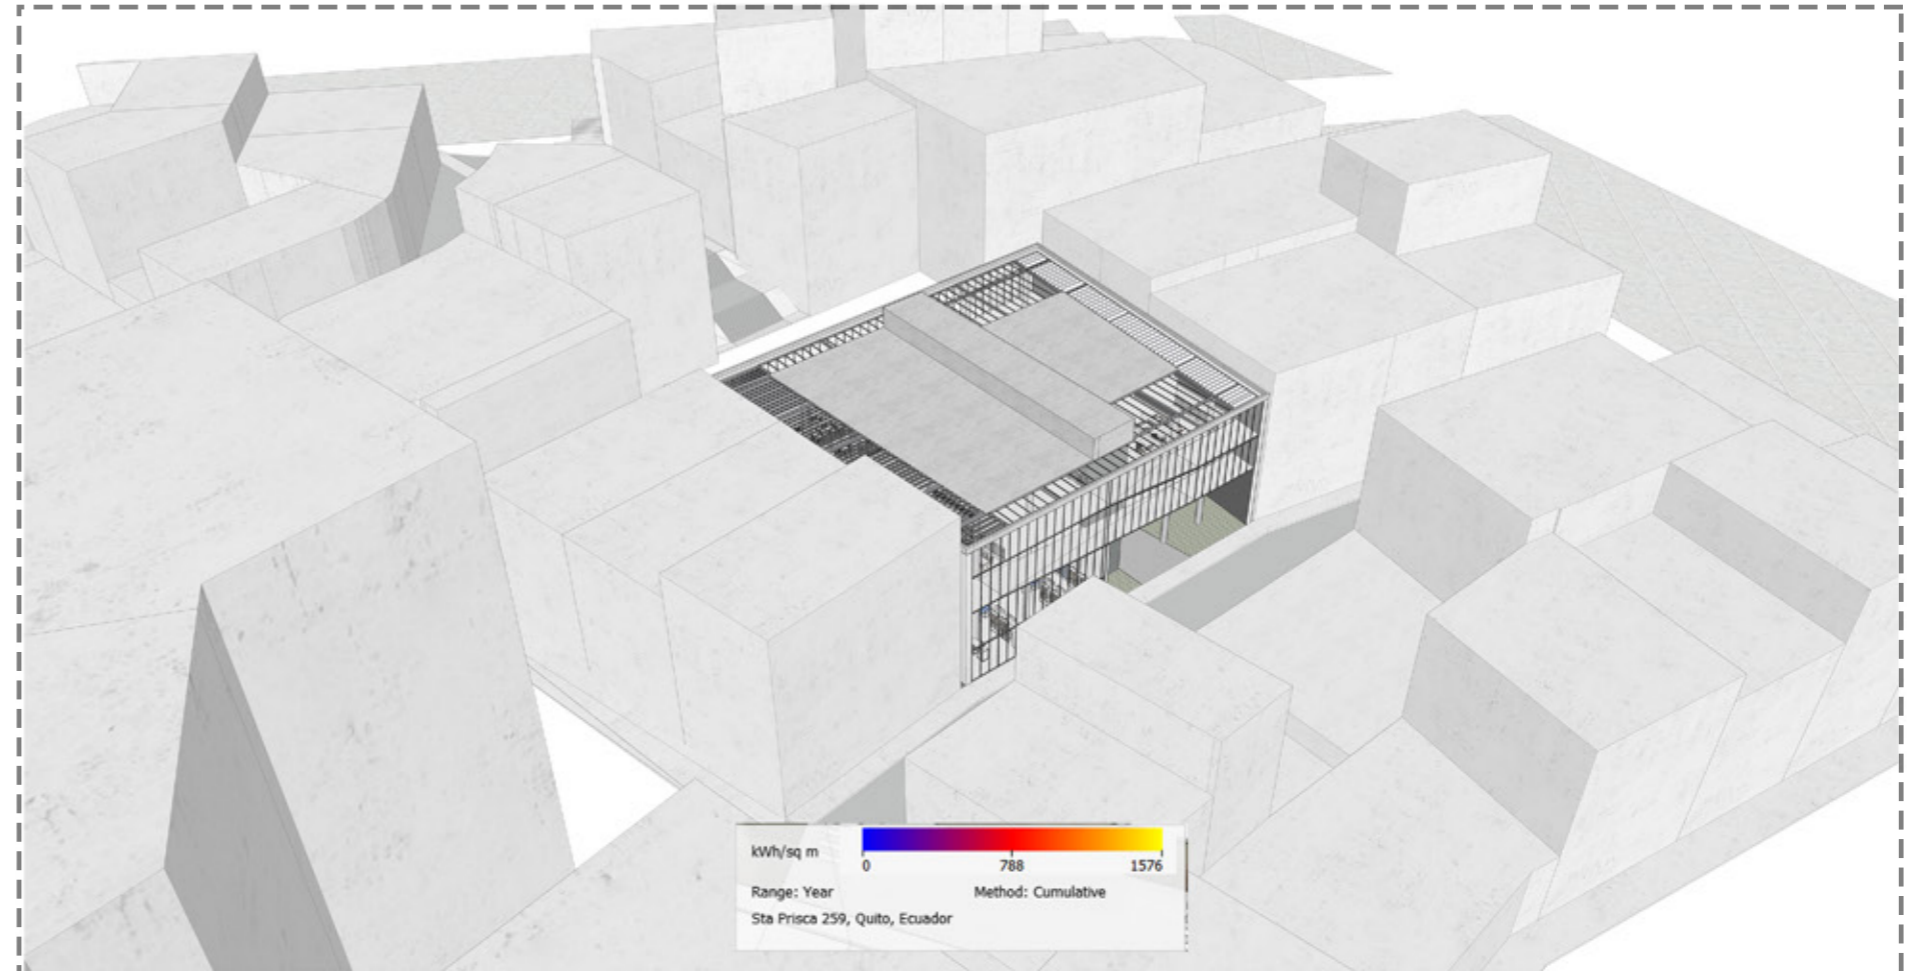 kWh/sq m
0 788 1576
Range: Year Method: Cumulative
Sta Prisca 259, Quito, Ecuador